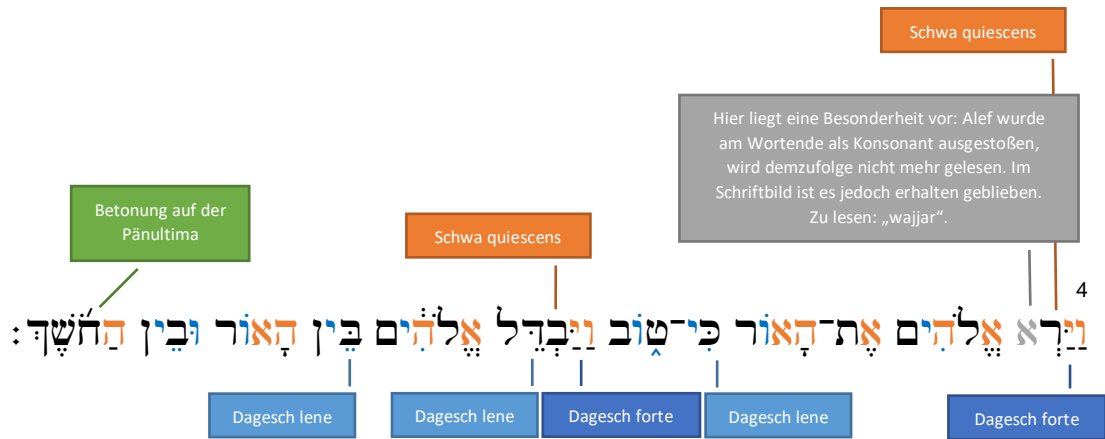 Schwa quiescens
Hier liegt eine Besonderheit vor: Alef wurde
am Wortende als Konsonant ausgestoßen,
wird demzufolge nicht mehr gelesen. Im
Schriftbild ist es jedoch erhalten geblieben.
Zu lesen: „wajjar“.
Betonung auf der
Pänultima
Schwa quiescens
4
וַיַּרְא אֱלֹהִים אֶת־הָאוֹר כִּי־ט֑וֹב וַיַּבְדֵּל אֱלֹהִ֔ים בֵּין הָאוֹר וּבֵין הַחֹ֫שֶׁךְ׃
Dagesch lene
Dagesch lene
Dagesch forte
Dagesch lene
Dagesch forte